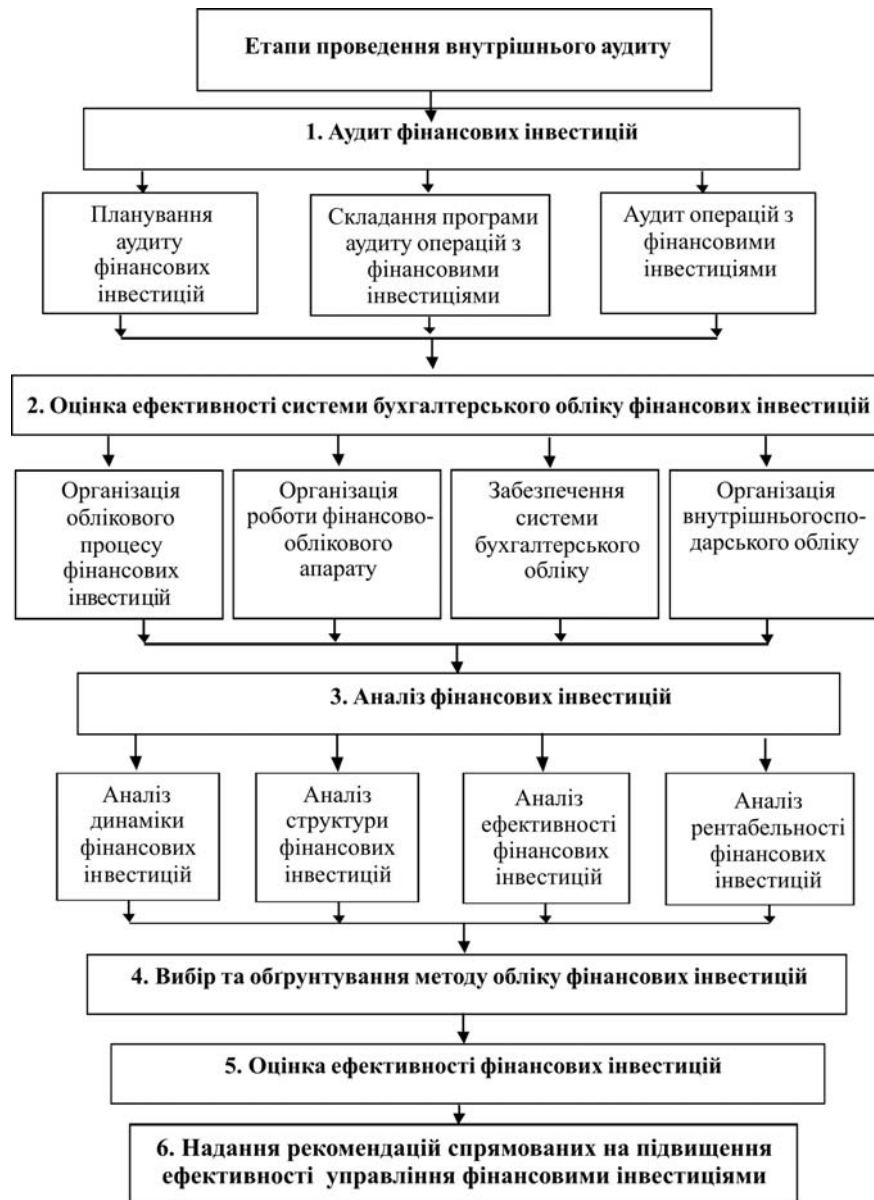 Етапи проведення внутрішнього аудиту
1. Аудит фінансових інвестицій
Планування
аудиту
фінансових
інвестицій
Складання програми
аудиту операцій з
фінансовими
інвестиціями
Аудит операцій з
фінансовими
інвестиціями
2. Оцінка ефективності системи бухгалтерського обліку фінансових інвестицій
Організація
облікового
процесу
фінансових
інвестицій
Організація
роботи фінансово-
облікового
апарату
Забезпечення
системи
бухгалтерського
обліку
Організація
внутрішньогоспо-
дарського обліку
3. Аналіз фінансових інвестицій
Аналіз
динаміки
фінансових
інвестицій
Аналіз
структури
фінансових
інвестицій
Аналіз
ефективності
фінансових
інвестицій
Аналіз
рентабельності
фінансових
інвестицій
4. Вибір та обґрунтування методу обліку фінансових інвестицій
5. Оцінка ефективності фінансових інвестицій
6. Надання рекомендацій спрямованих на підвищення
ефективності управління фінансовими інвестиціями